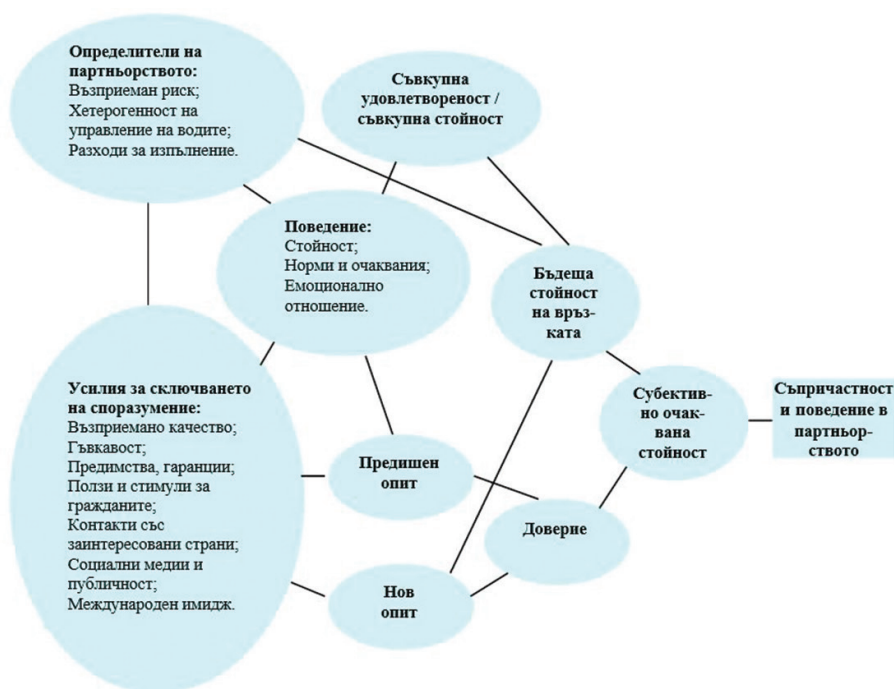 Определители на
партньорството:
Възприеман риск;
Хетерогенност на
управление на водите;
Разходи за изпълнение.
Съвкупна
удовлетвореност /
съвкупна стойност
Поведение:
Стойност;
Норми и очаквания;
Емоционално
отношение.
Бъдеща
стойност
на връз-
ката
Усилия за сключването
на споразумение:
Възприемано качество;
Гъвкавост;
Предимства, гаранции;
Ползи и стимули за
гражданите;
Контакти със
заинтересовани страни;
Социални медии и
публичност;
Международен имидж.
Предишен
опит
Нов
опит
Доверие
Субектив-
но очак-
вана
стойност
Съпричастност
и поведение в
партньор-
ството